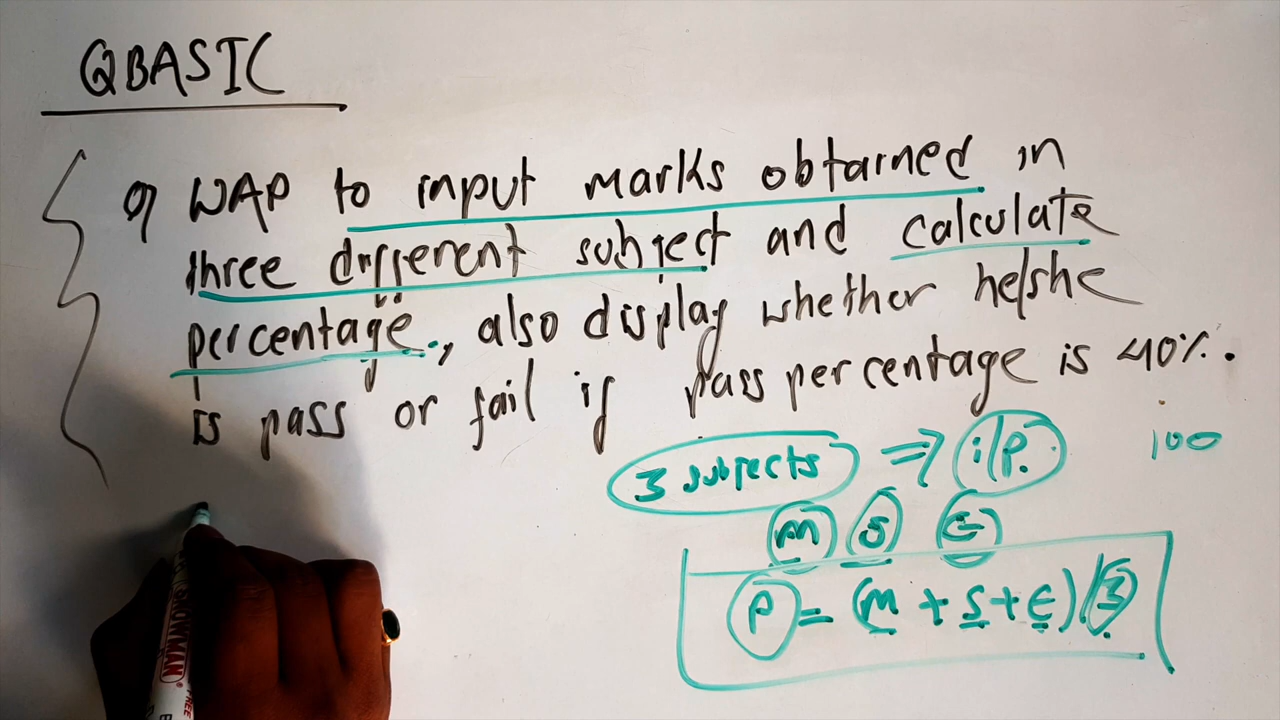 QBASIC
Q) WAP to input marks obtained in
three different subject and calculate
percentage., also display whether he/she
is pass or fail if pass percentage is 40%.
3 subjects => i/p.
100
M S E
P = (M + S + E) / 3
SNOWMAN